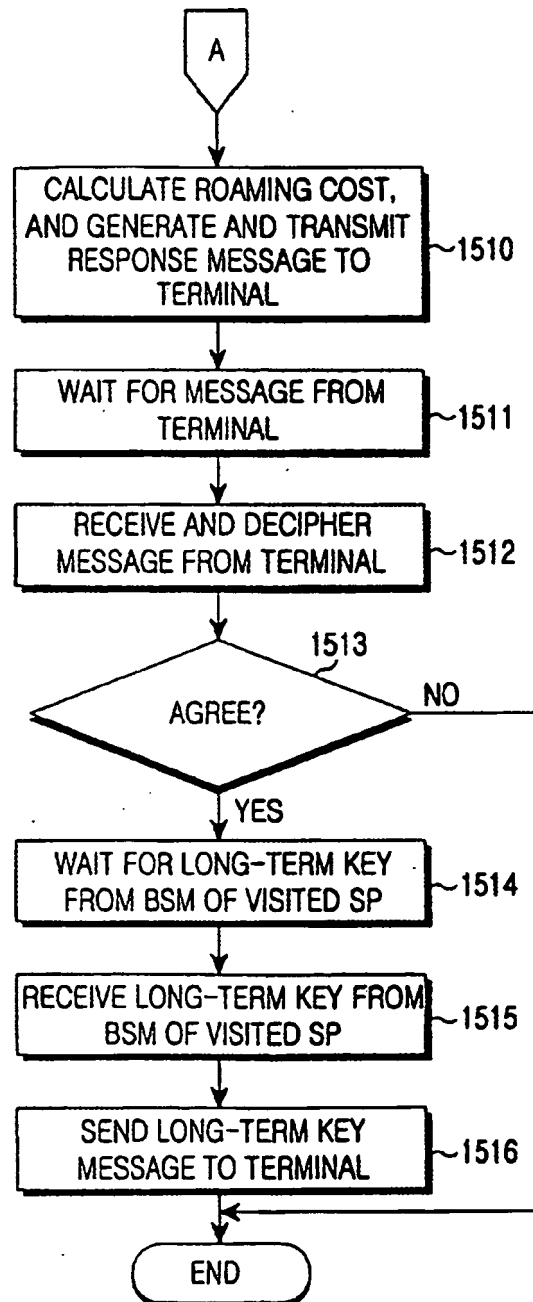 A
CALCULATE ROAMING COST,
AND GENERATE AND TRANSMIT
RESPONSE MESSAGE TO
TERMINAL
1510
WAIT FOR MESSAGE FROM
TERMINAL
1511
RECEIVE AND DECIPHER
MESSAGE FROM TERMINAL
1512
1513
AGREE?
NO
YES
WAIT FOR LONG-TERM KEY
FROM BSM OF VISITED SP
1514
RECEIVE LONG-TERM KEY FROM
BSM OF VISITED SP
1515
SEND LONG-TERM KEY
MESSAGE TO TERMINAL
1516
END